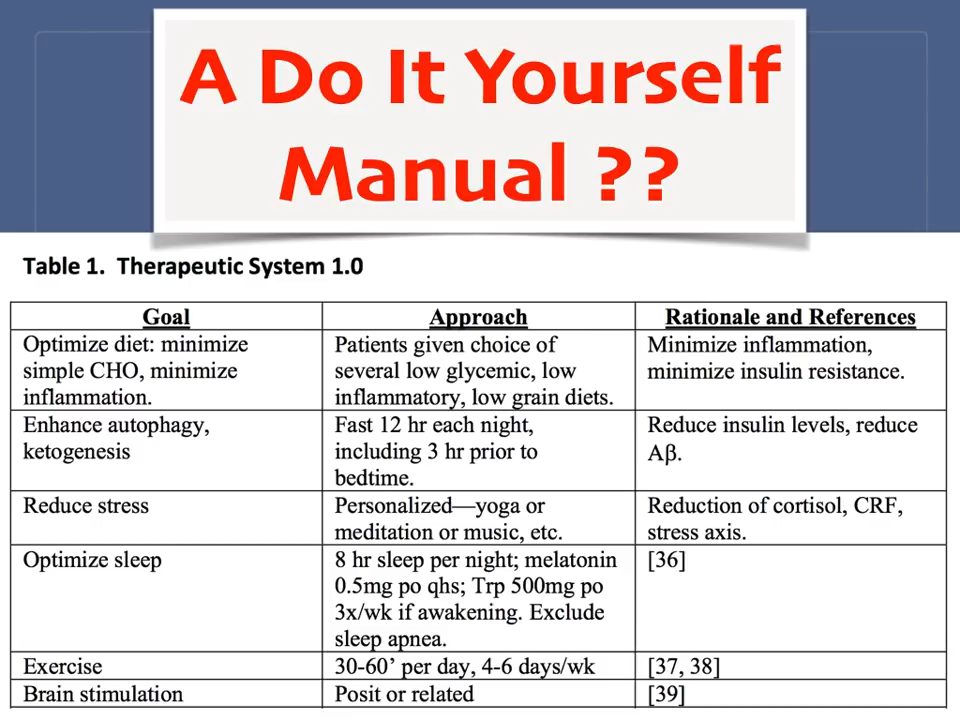 A Do It Yourself
Manual ??
Table 1.  Therapeutic System 1.0
Goal
Approach
Rationale and References
Optimize diet: minimize
simple CHO, minimize
inflammation.
Patients given choice of
several low glycemic, low
inflammatory, low grain diets.
Minimize inflammation,
minimize insulin resistance.
Enhance autophagy,
ketogenesis
Fast 12 hr each night,
including 3 hr prior to
bedtime.
Reduce insulin levels, reduce
Aβ.
Reduce stress
Personalized—yoga or
meditation or music, etc.
Reduction of cortisol, CRF,
stress axis.
Optimize sleep
8 hr sleep per night; melatonin
0.5mg po qhs; Trp 500mg po
3x/wk if awakening. Exclude
sleep apnea.
[36]
Exercise
30-60’ per day, 4-6 days/wk
[37, 38]
Brain stimulation
Posit or related
[39]